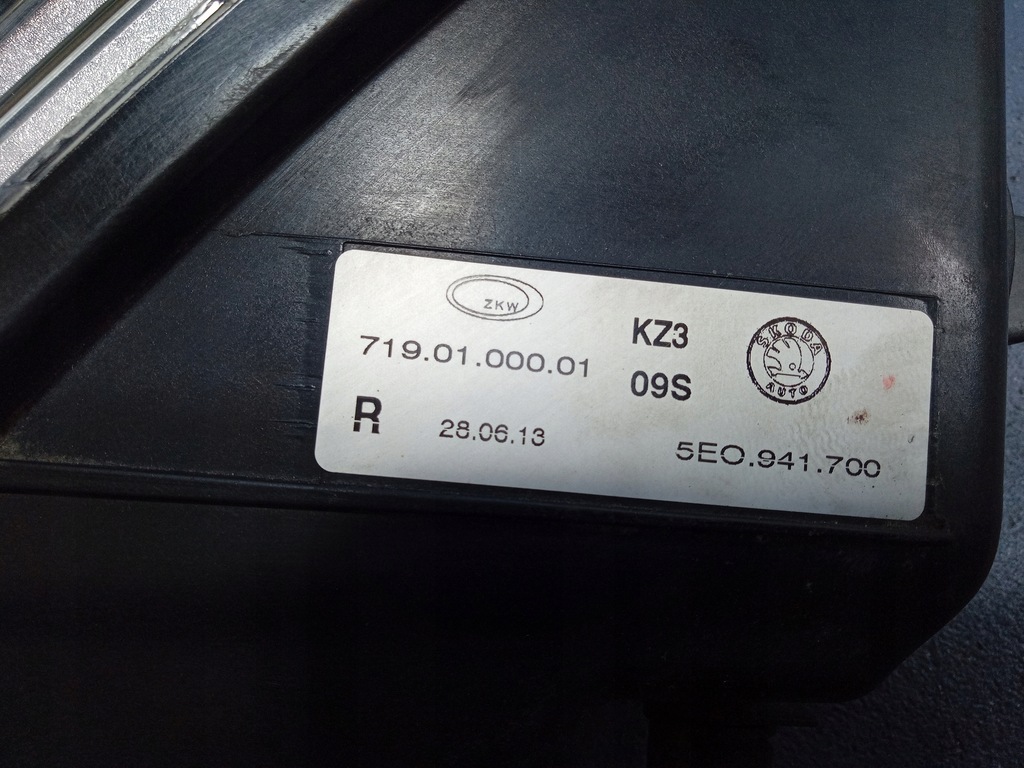 ZKW
719.01.000.01
R
28.06.13
KZ3
09S
SKODA
AUTO
5E0.941.700